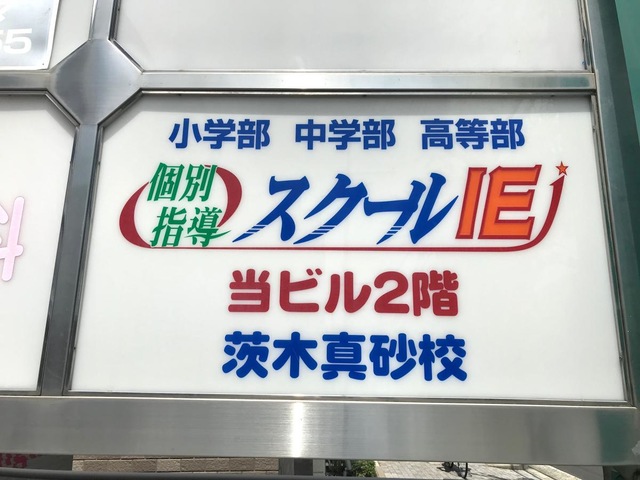 55
小学部 中学部 高等部
個別
指導
スクールIE
当ビル2階
茨木真砂校